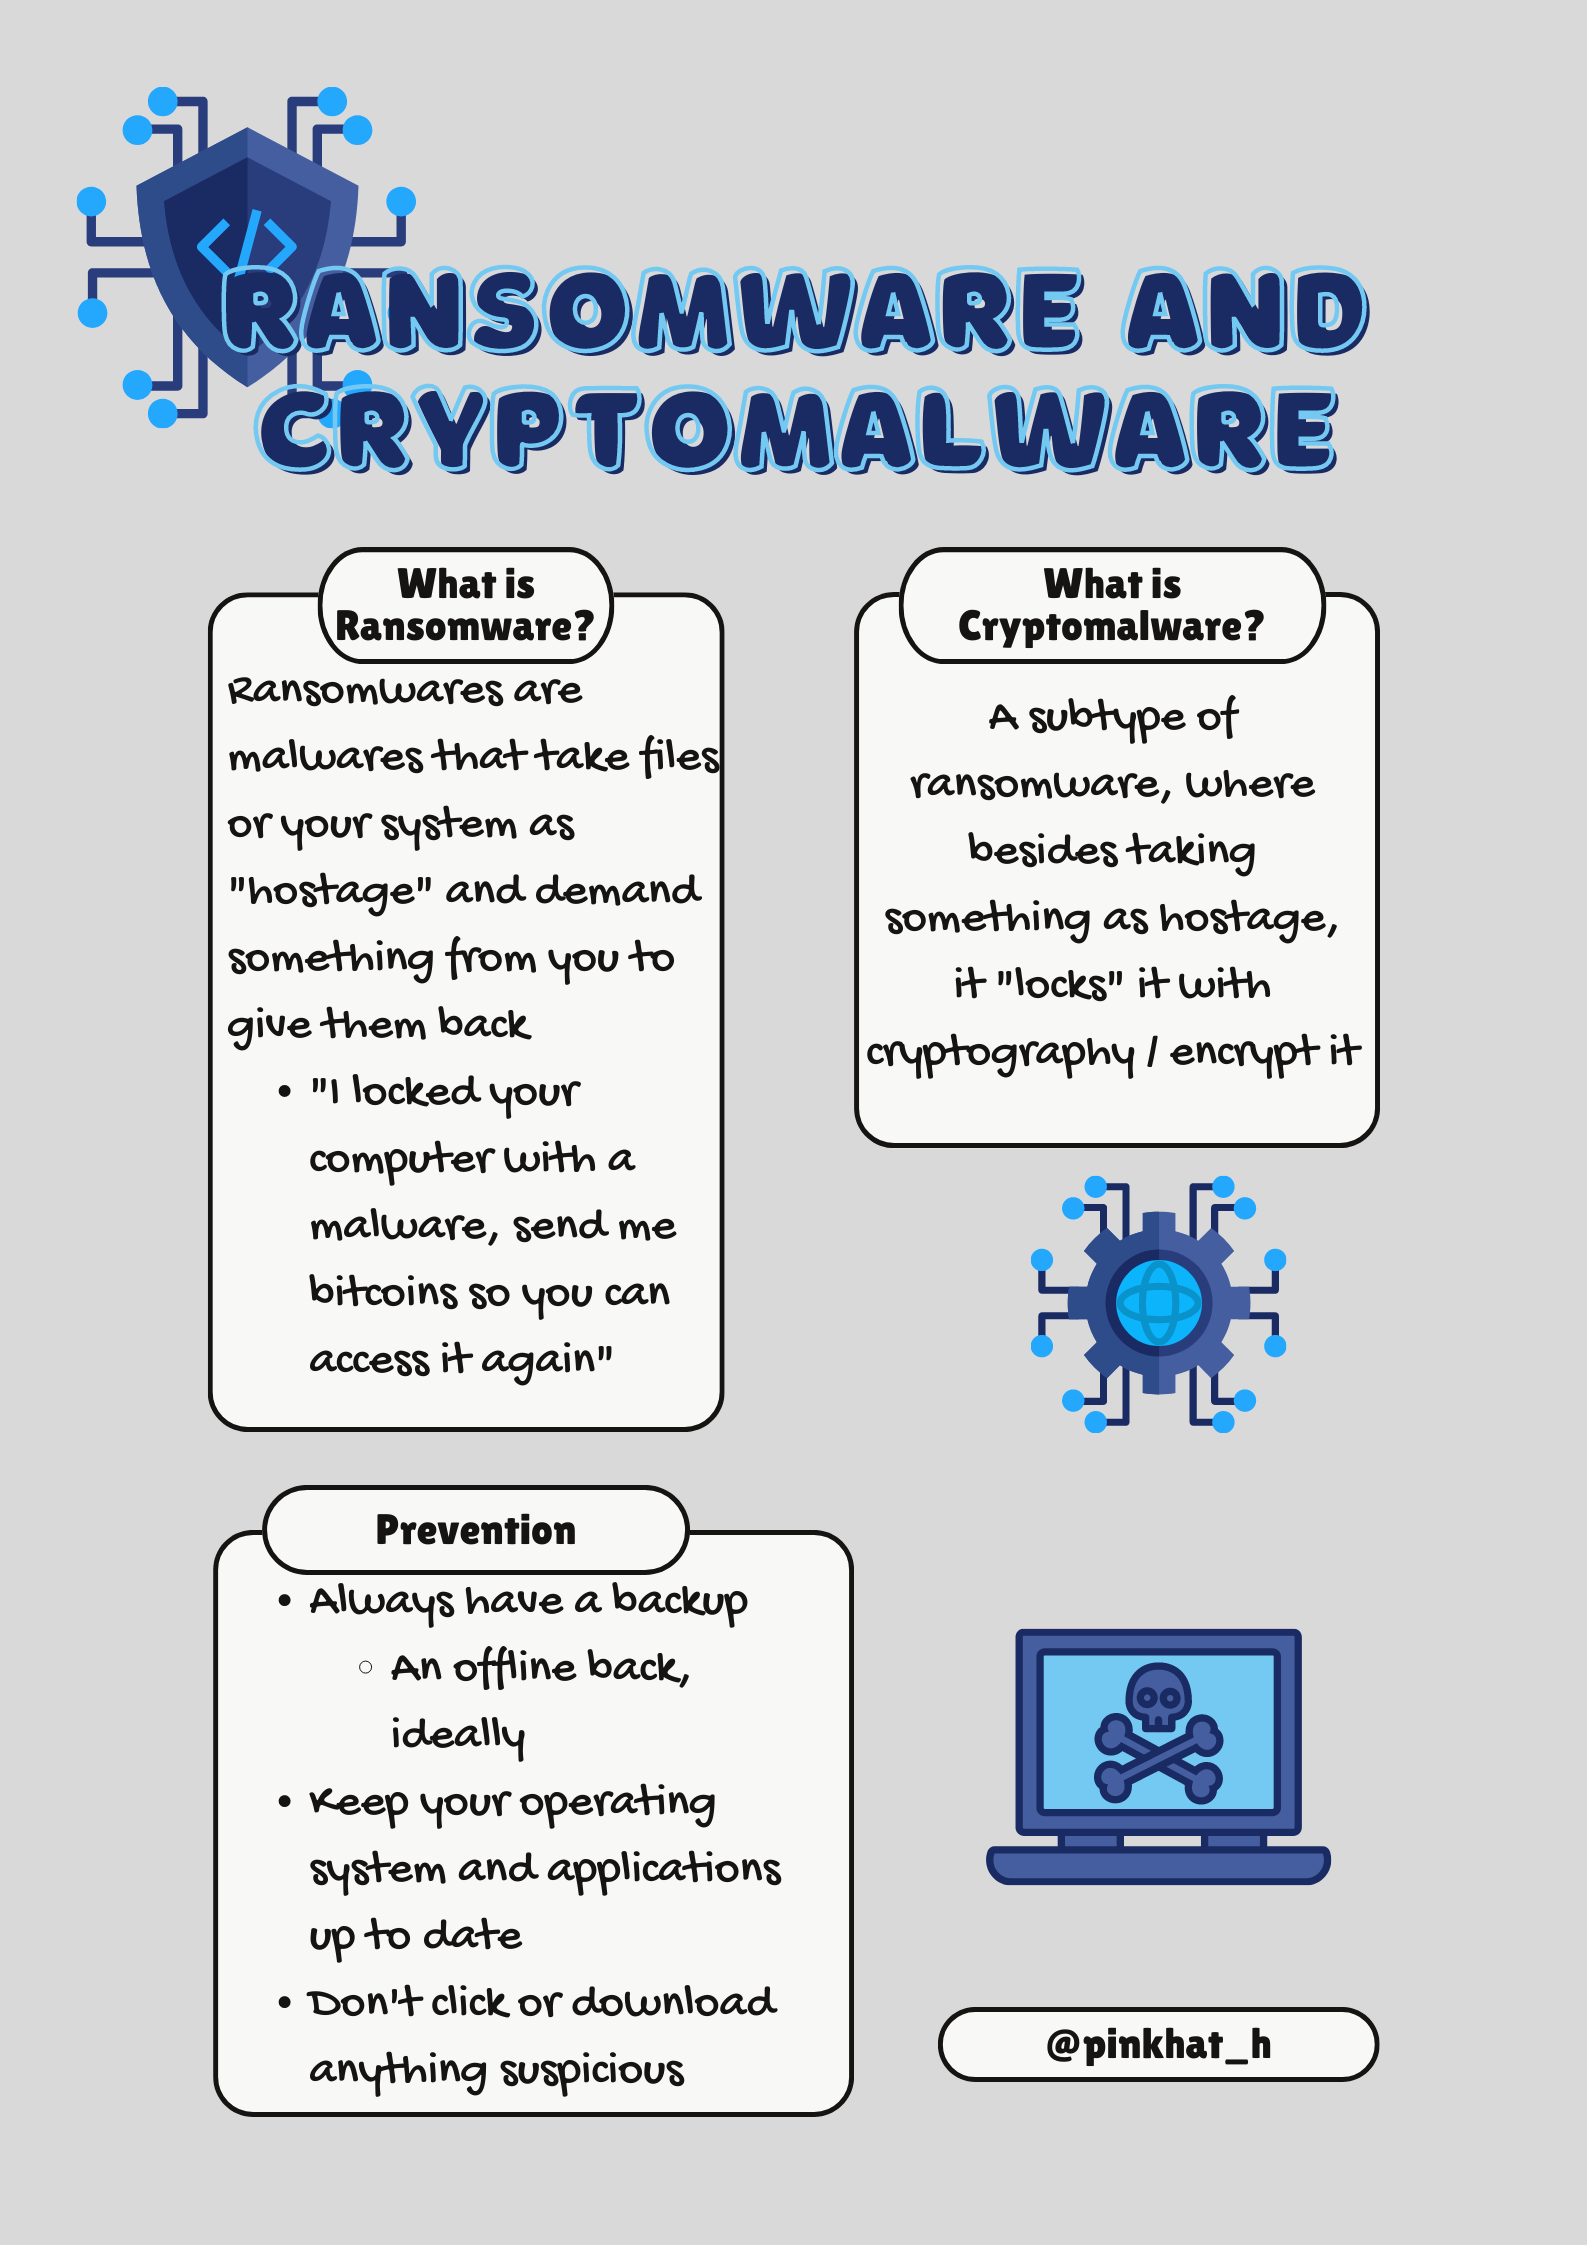 RANSOMWARE AND
CRYPTOMALWARE
What is
Ransomware?
Ransomwares are
malwares that take files
or your system as
"hostage" and demand
something from you to
give them back
• "I locked your
computer with a
malware, send me
bitcoins so you can
access it again"
What is
Cryptomalware?
A subtype of
ransomware, where
besides taking
something as hostage,
it "locks" it with
cryptography / encrypt it
Prevention
• Always have a backup
○ An offline back,
ideally
• Keep your operating
system and applications
up to date
• Don't click or download
anything suspicious
@pinkhat_h